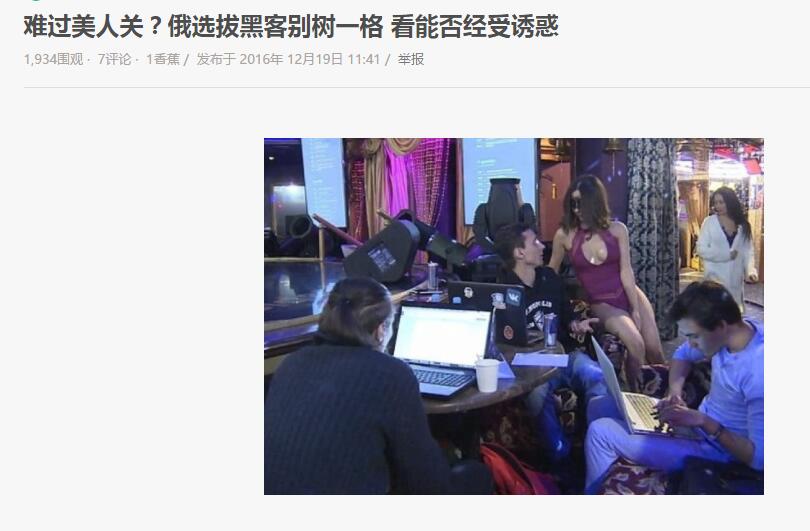 难过美人关？俄选拔黑客别树一格 看能否经受诱惑
1,934围观 · 7评论 · 1香蕉 / 发布于 2016年 12月19日 11:41 / 举报